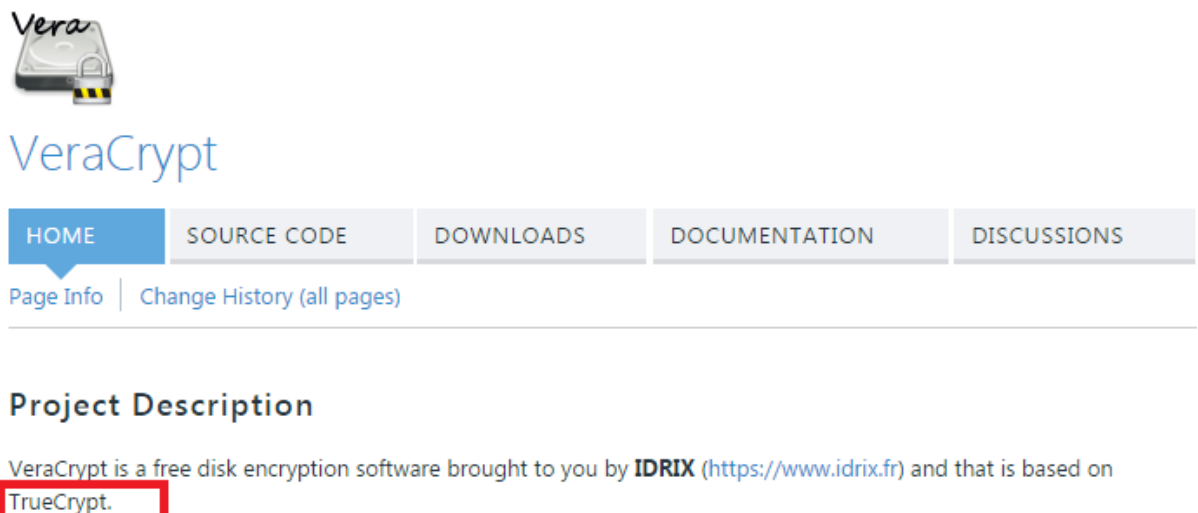 Vera
VeraCrypt
HOME SOURCE CODE DOWNLOADS DOCUMENTATION DISCUSSIONS
Page Info Change History (all pages)
Project Description
VeraCrypt is a free disk encryption software brought to you by IDRIX (https://www.idrix.fr) and that is based on
TrueCrypt.